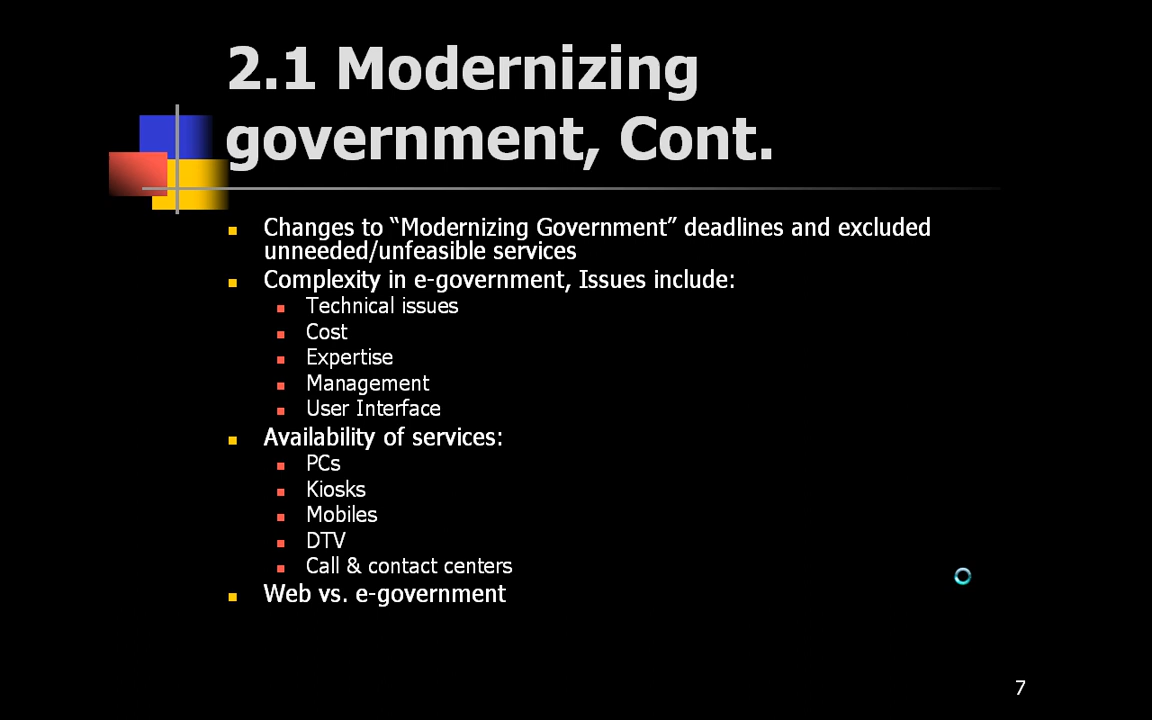 2.1 Modernizing
government, Cont.
Changes to “Modernizing Government” deadlines and excluded
unneeded/unfeasible services
Complexity in e-government, Issues include:
Technical issues
Cost
Expertise
Management
User Interface
Availability of services:
PCs
Kiosks
Mobiles
DTV
Call & contact centers
Web vs. e-government
7